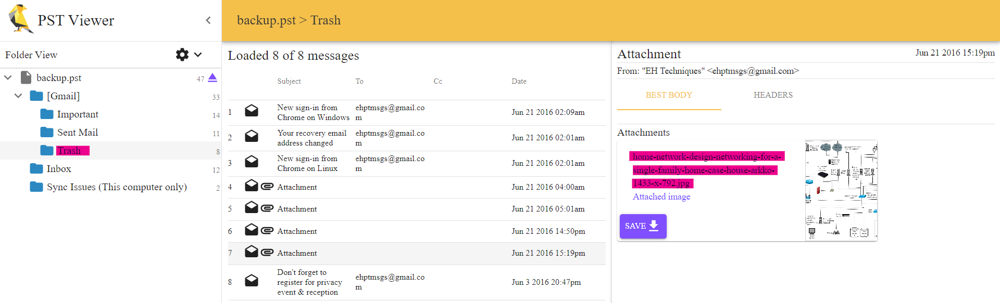 PST Viewer
backup.pst > Trash
Folder View
backup.pst 47
[Gmail] 33
Important 14
Sent Mail 11
Trash 8
Inbox 12
Sync Issues (This computer only) 2
Loaded 8 of 8 messages
Subject To Cc Date
1 New sign-in from Chrome on Windows ehptmsgs@gmail.co
m Jun 21 2016 02:09am
2 Your recovery email address changed ehptmsgs@gmail.co
m Jun 21 2016 02:01am
3 New sign-in from Chrome on Linux ehptmsgs@gmail.co
m Jun 21 2016 02:01am
4 Attachment Jun 21 2016 04:00am
5 Attachment Jun 21 2016 05:01am
6 Attachment Jun 21 2016 14:50pm
7 Attachment Jun 21 2016 15:19pm
8 Don't forget to register for privacy event & reception ehptmsgs@gmail.co
m Jun 3 2016 20:47pm
Attachment Jun 21 2016 15:19pm
From: "EH Techniques" <ehptmsgs@gmail.com>
BEST BODY HEADERS
Attachments
home-network-design-networking-for-a-
single-family-home-case-house-arkko-
1433-x-792.jpg
Attached image
SAVE